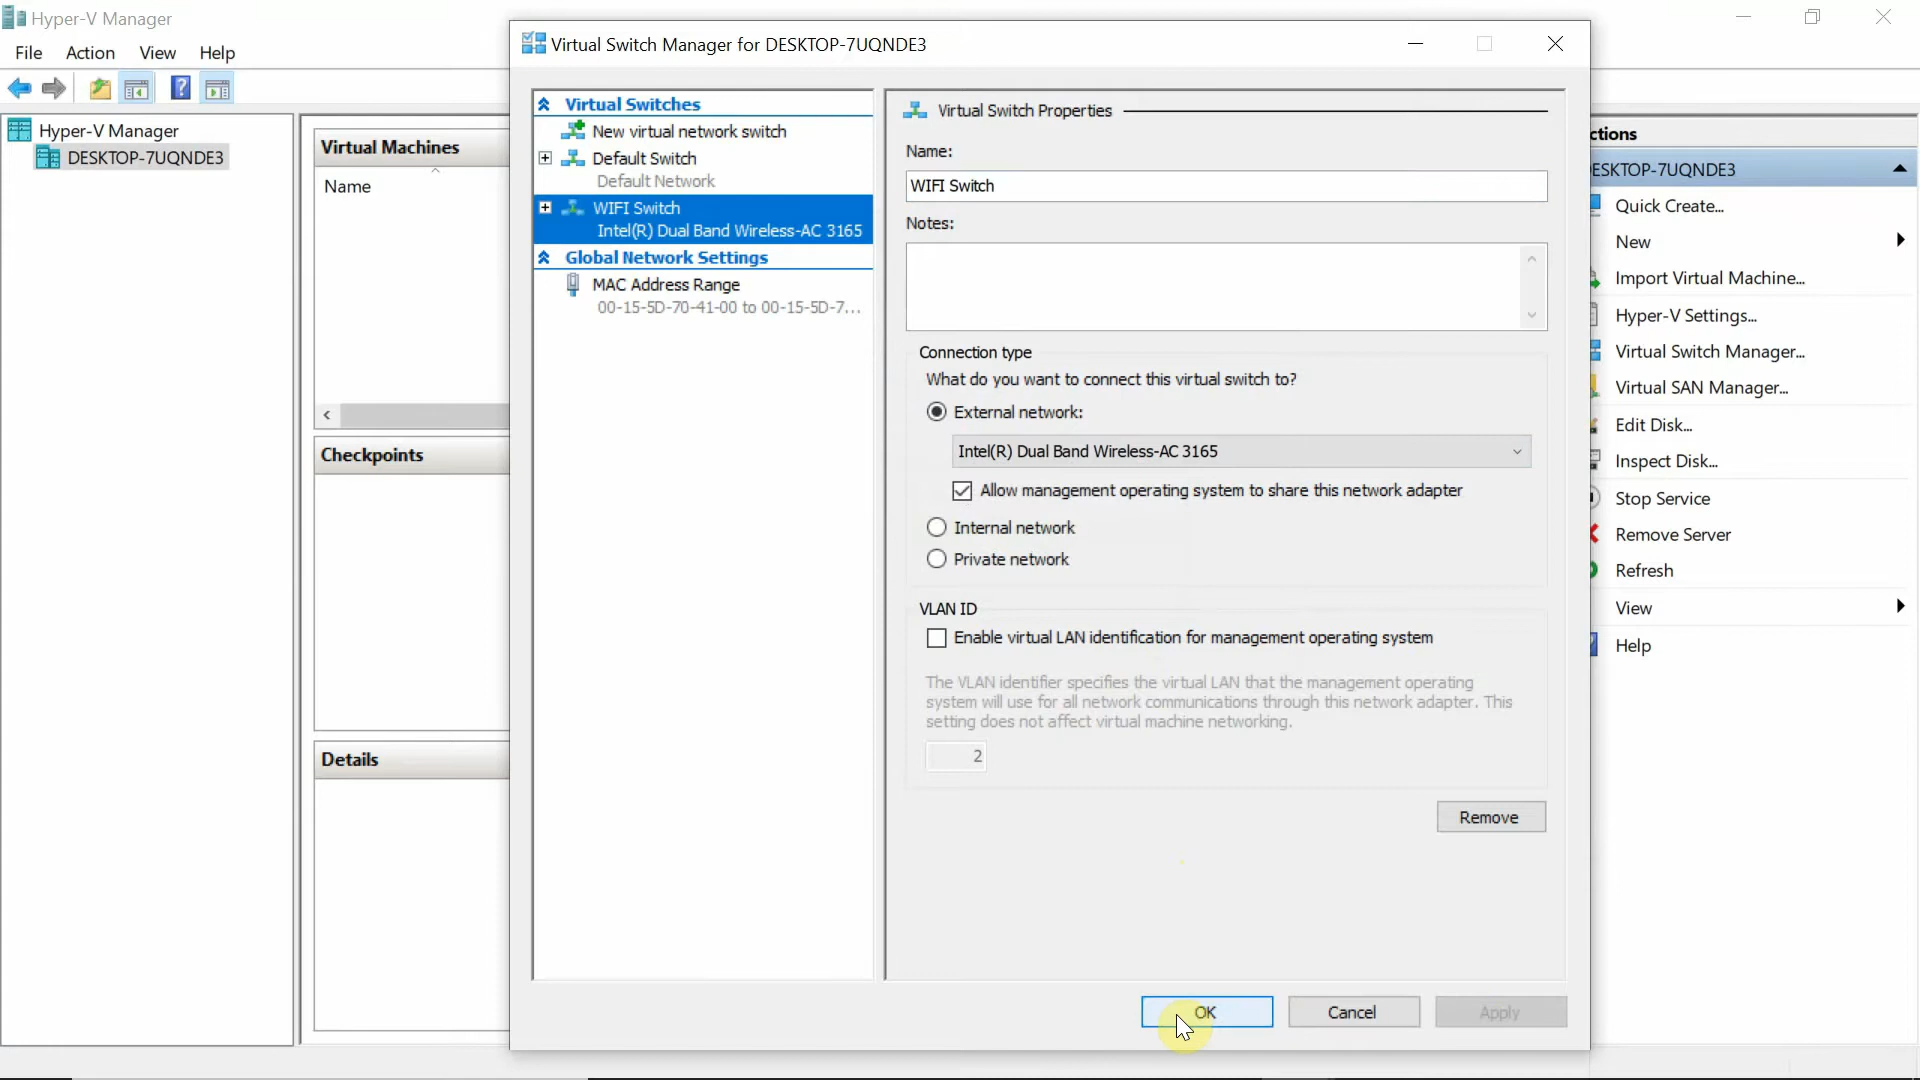 Hyper-V Manager
File Action View Help
Hyper-V Manager
DESKTOP-7UQNDE3
Virtual Machines
Name
Checkpoints
Details
Virtual Switch Manager for DESKTOP-7UQNDE3
Virtual Switches
New virtual network switch
Default Switch
Default Network
WIFI Switch
Intel(R) Dual Band Wireless-AC 3165
Global Network Settings
MAC Address Range
00-15-5D-70-41-00 to 00-15-5D-7...
Virtual Switch Properties
Name:
WIFI Switch
Notes:
Connection type
What do you want to connect this virtual switch to?
External network:
Intel(R) Dual Band Wireless-AC 3165
Allow management operating system to share this network adapter
Internal network
Private network
VLAN ID
Enable virtual LAN identification for management operating system
The VLAN identifier specifies the virtual LAN that the management operating
system will use for all network communications through this network adapter. This
setting does not affect virtual machine networking.
2
Remove
OK Cancel Apply
ctions
ESKTOP-7UQNDE3
Quick Create...
New
Import Virtual Machine...
Hyper-V Settings...
Virtual Switch Manager...
Virtual SAN Manager...
Edit Disk...
Inspect Disk...
Stop Service
Remove Server
Refresh
View
Help